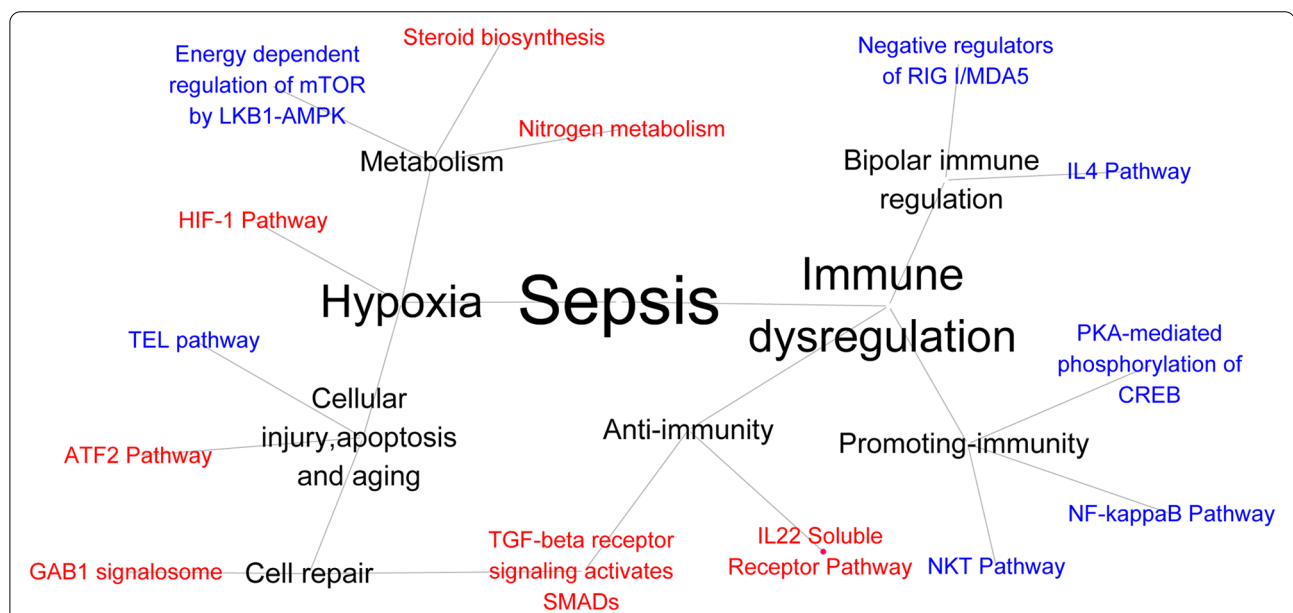 Steroid biosynthesis
Energy dependent
regulation of mTOR
by LKB1-AMPK
Negative regulators
of RIG I/MDA5
Nitrogen metabolism
Metabolism
Bipolar immune
regulation
IL4 Pathway
HIF-1 Pathway
Hypoxia
Sepsis
Immune
dysregulation
TEL pathway
PKA-mediated
phosphorylation of
CREB
Cellular
injury,apoptosis
and aging
Anti-immunity
Promoting-immunity
ATF2 Pathway
NF-kappaB Pathway
GAB1 signalosome
Cell repair
TGF-beta receptor
signaling activates
SMADs
IL22 Soluble
Receptor Pathway
NKT Pathway